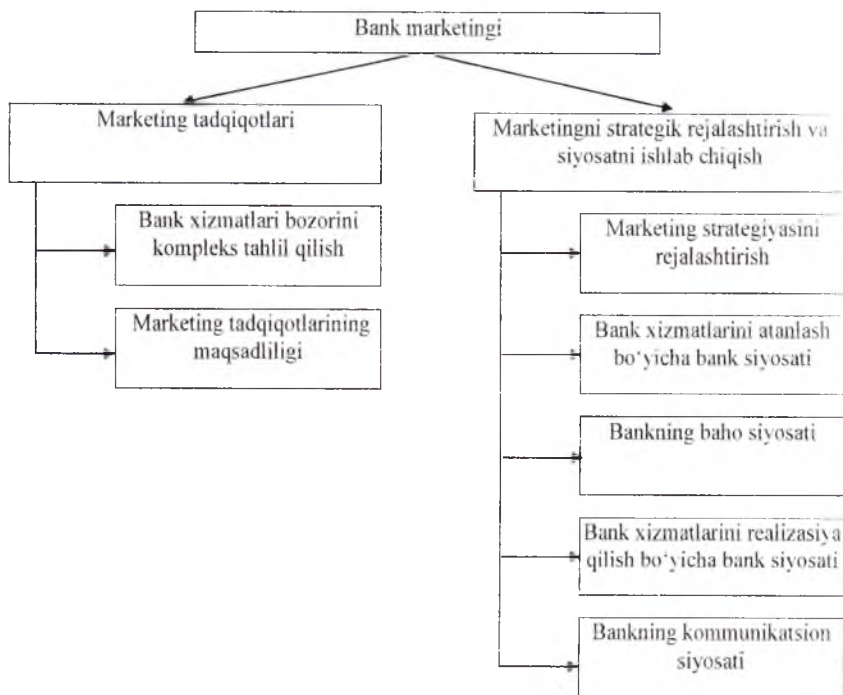 Bank marketingi
Marketing tadqiqotlari
Bank xizmatlari bozorini
kompleks tahlil qilish
Marketing tadqiqotlarining
maqsadliligi
Marketingni strategik rejalashtirish va
siyosatni ishlab chiqish
Marketing strategiyasini
rejalashtirish
Bank xizmatlarini atanlash
bo‘yicha bank siyosati
Bankning baho siyosati
Bank xizmatlarini realizasiya
qilish bo‘yicha bank siyosati
Bankning kommunikatsion
siyosati